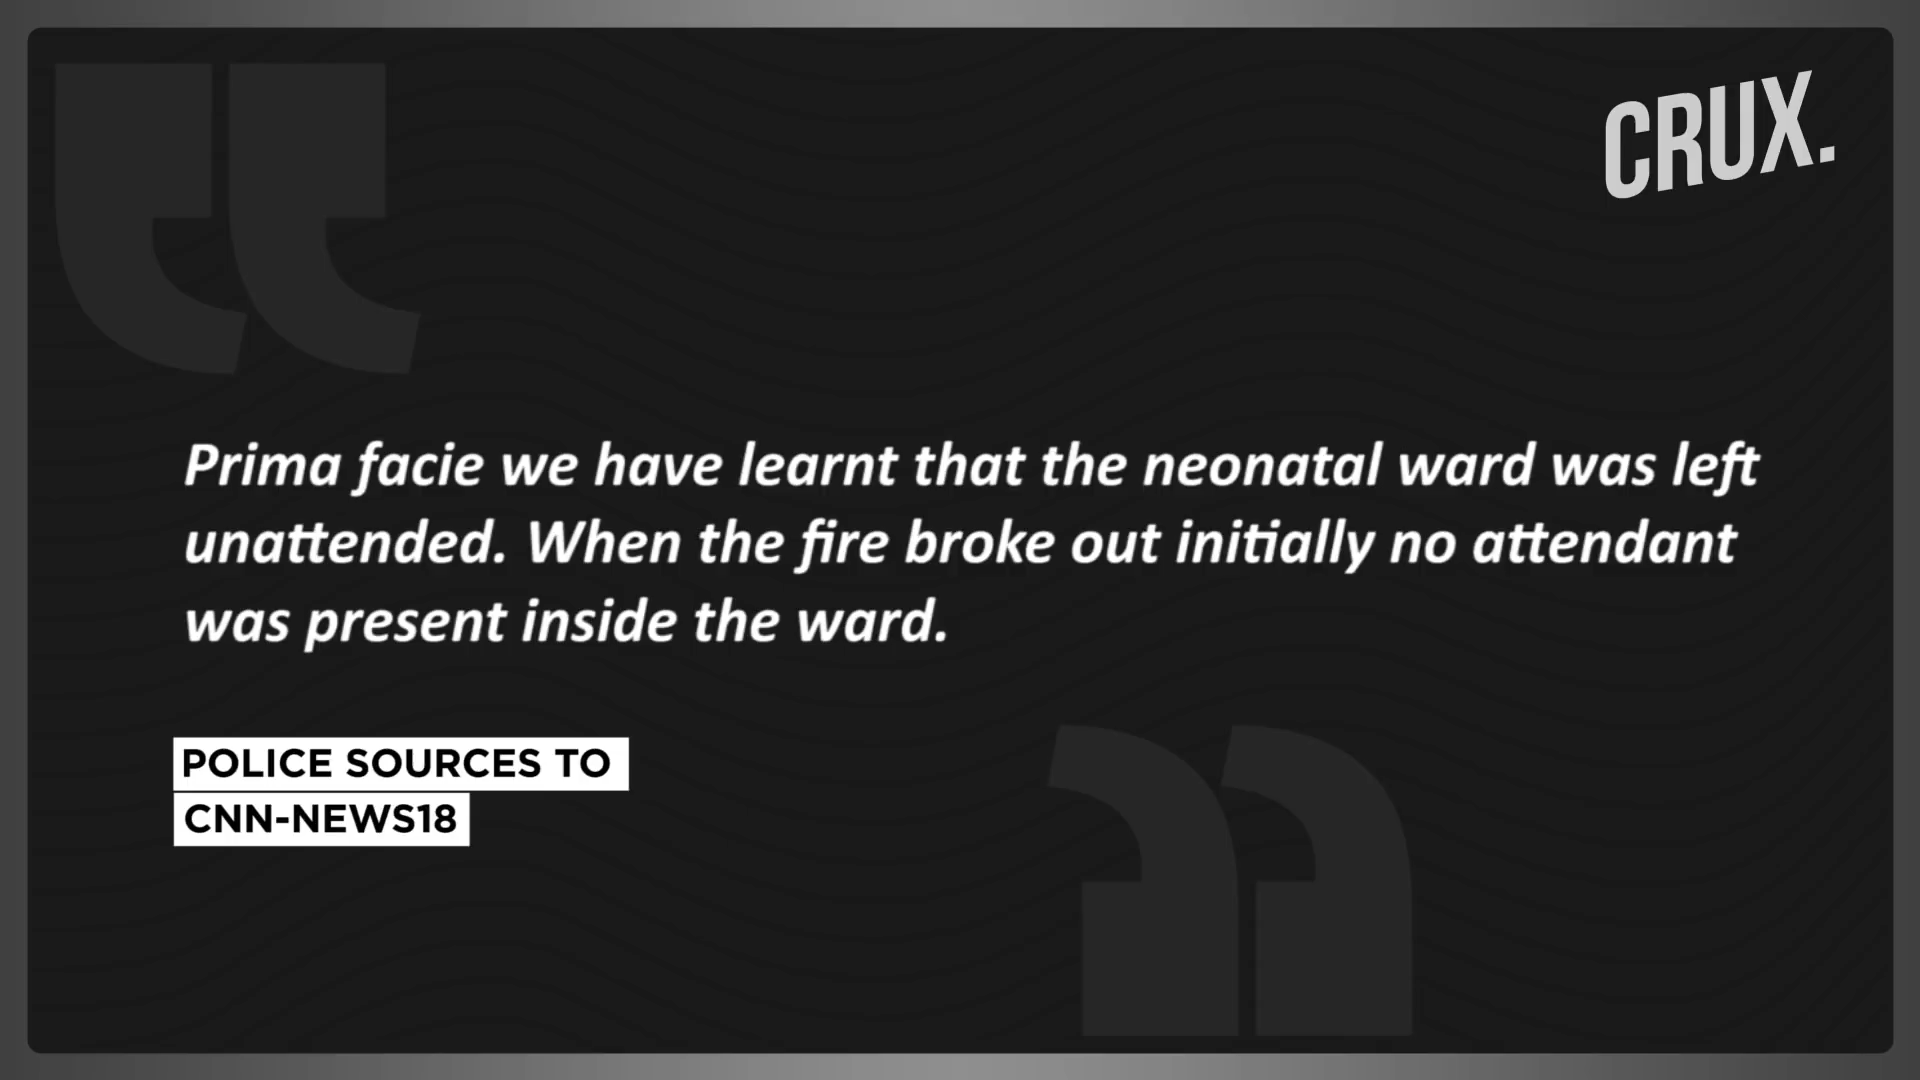 CRUX.
Prima facie we have learnt that the neonatal ward was left
unattended. When the fire broke out initially no attendant
was present inside the ward.
POLICE SOURCES TO
CNN-NEWS18